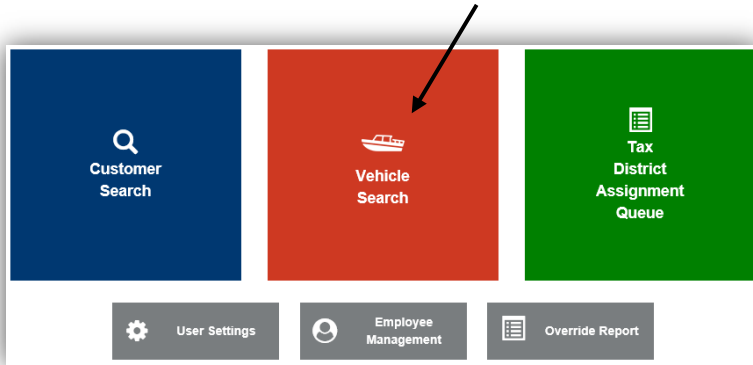 Customer
Search
Vehicle
Search
Tax
District
Assignment
Queue
User Settings
Employee
Management
Override Report